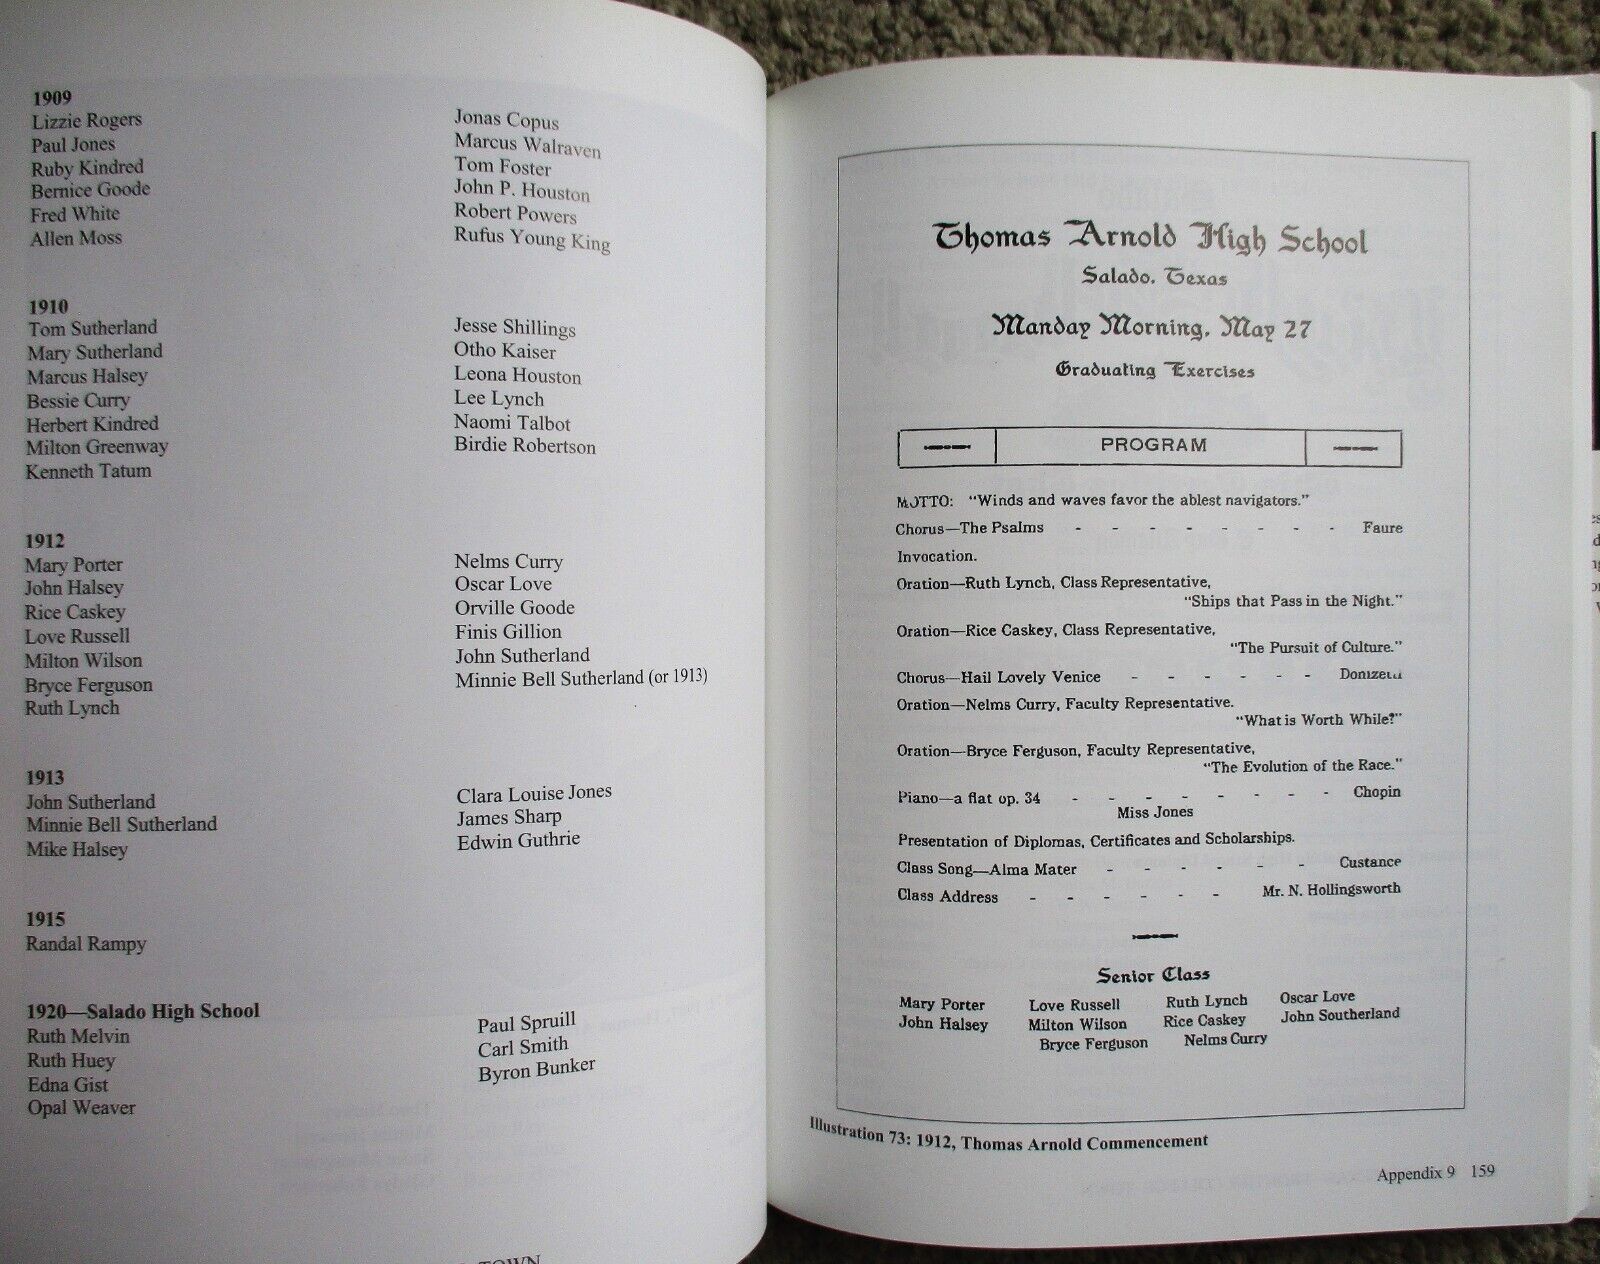 1909
Lizzie Rogers
Paul Jones
Ruby Kindred
Bernice Goode
Fred White
Allen Moss
Jonas Copus
Marcus Walraven
Tom Foster
John P. Houston
Robert Powers
Rufus Young King
1910
Tom Sutherland
Mary Sutherland
Marcus Halsey
Bessie Curry
Herbert Kindred
Milton Greenway
Kenneth Tatum
Jesse Shillings
Otho Kaiser
Leona Houston
Lee Lynch
Naomi Talbot
Birdie Robertson
1912
Mary Porter
John Halsey
Rice Caskey
Love Russell
Milton Wilson
Bryce Ferguson
Ruth Lynch
Nelms Curry
Oscar Love
Orville Goode
Finis Gillion
John Sutherland
Minnie Bell Sutherland (or 1913)
1913
John Sutherland
Minnie Bell Sutherland
Mike Halsey
Clara Louise Jones
James Sharp
Edwin Guthrie
1915
Randal Rampy
1920—Salado High School
Ruth Melvin
Ruth Huey
Edna Gist
Opal Weaver
Paul Spruill
Carl Smith
Byron Bunker
TOWN
Thomas Arnold High School
Salado, Texas
Manday Morning, May 27
Graduating Exercises
PROGRAM
MOTTO: "Winds and waves favor the ablest navigators."
Chorus—The Psalms - - - - - - - - Faure
Invocation.
Oration—Ruth Lynch, Class Representative,
"Ships that Pass in the Night."
Oration—Rice Caskey, Class Representative,
"The Pursuit of Culture."
Chorus—Hail Lovely Venice - - - - - - Donizetti
Oration—Nelms Curry, Faculty Representative.
"What is Worth While?"
Oration—Bryce Ferguson, Faculty Representative,
"The Evolution of the Race."
Piano—a flat op. 34 - - - - - - - - Chopin
Miss Jones
Presentation of Diplomas, Certificates and Scholarships.
Class Song—Alma Mater - - - - - - Custance
Class Address - - - - - - Mr. N. Hollingsworth
Senior Class
Mary Porter Love Russell Ruth Lynch Oscar Love
John Halsey Milton Wilson Rice Caskey John Southerland
Bryce Ferguson Nelms Curry
Illustration 73: 1912, Thomas Arnold Commencement
Appendix 9 159